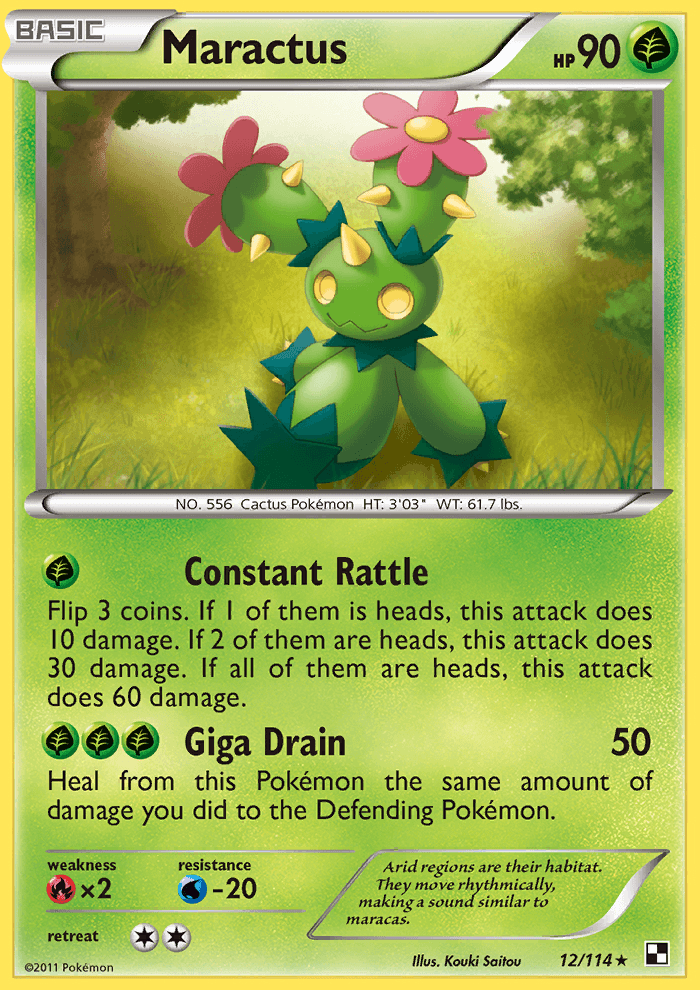 BASIC
Maractus
HP 90
NO. 556 Cactus Pokémon HT: 3'03" WT: 61.7 lbs.
Constant Rattle
Flip 3 coins. If 1 of them is heads, this attack does
10 damage. If 2 of them are heads, this attack does
30 damage. If all of them are heads, this attack
does 60 damage.
Giga Drain 50
Heal from this Pokémon the same amount of
damage you did to the Defending Pokémon.
weakness resistance
×2 -20
Arid regions are their habitat.
They move rhythmically,
making a sound similar to
maracas.
retreat
©2011 Pokémon
Illus. Kouki Saitou 12/114★